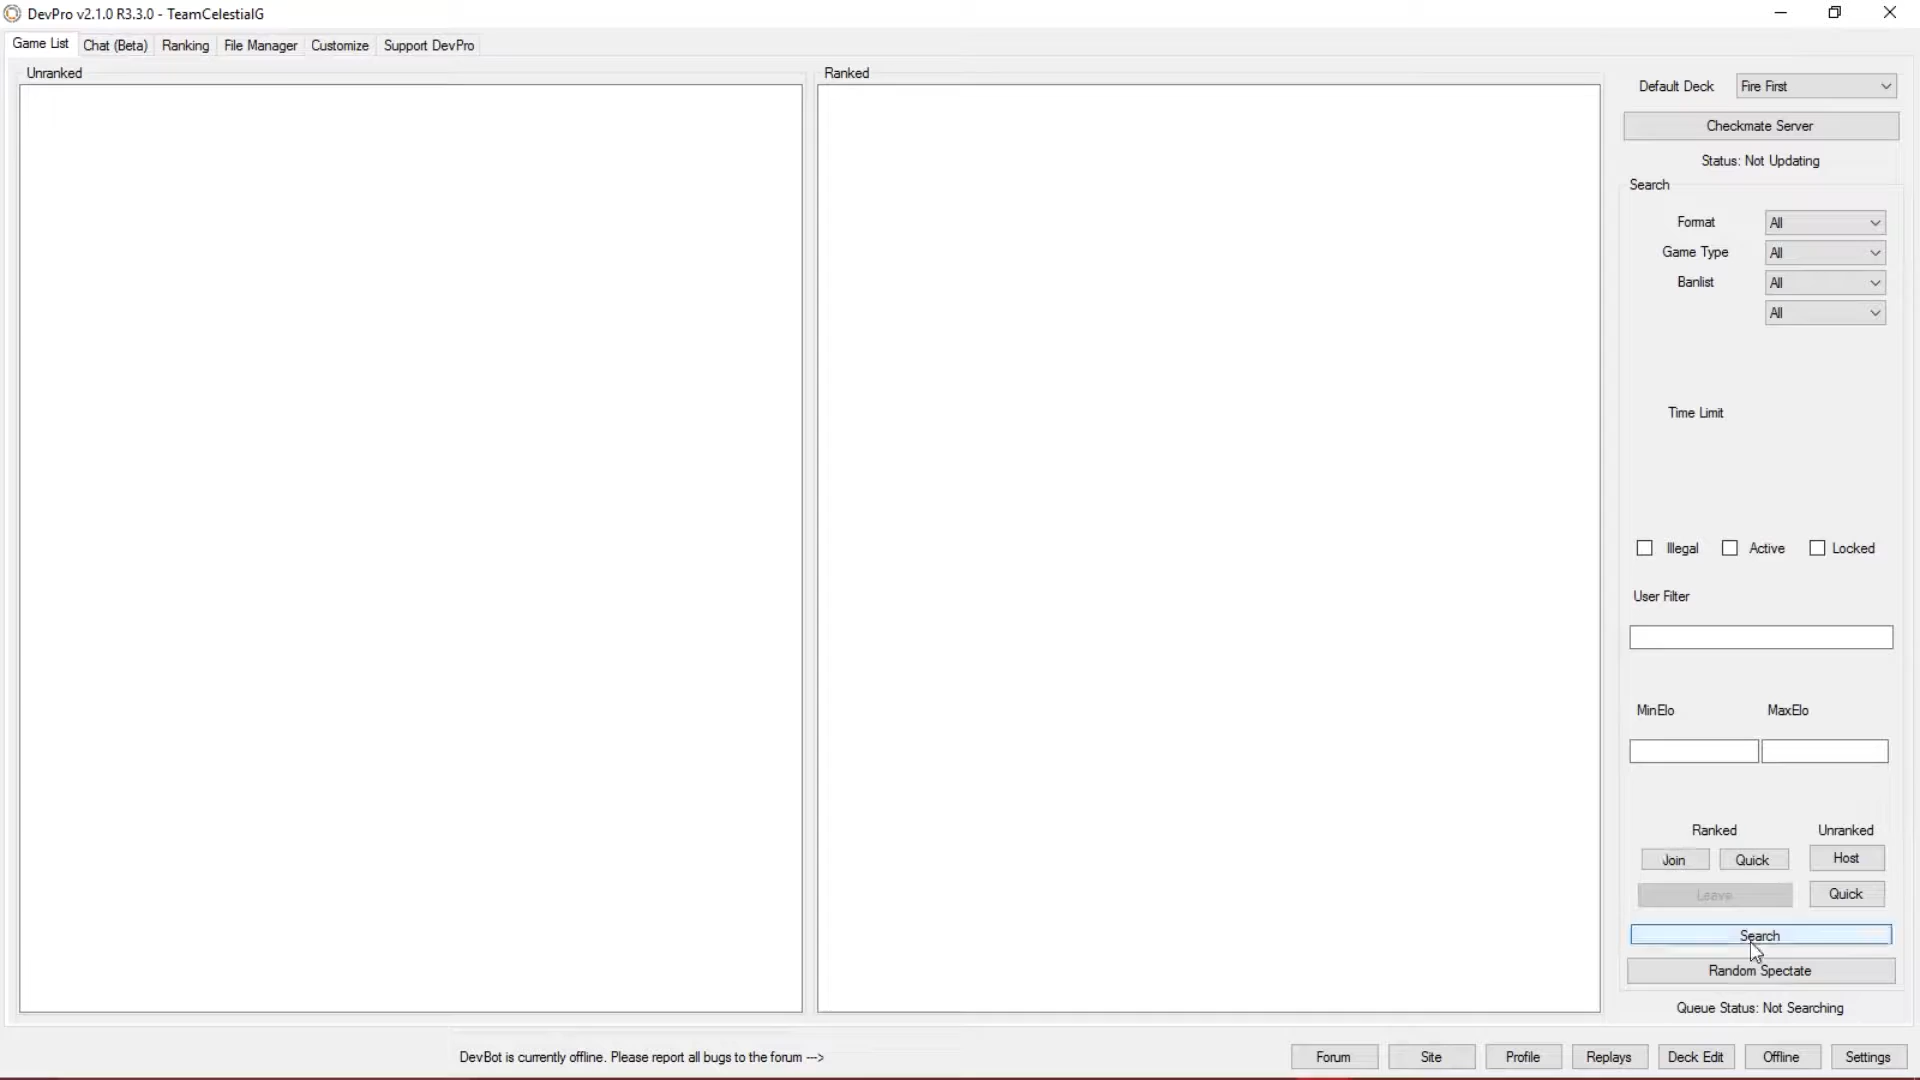 DevPro v2.1.0 R3.3.0 - TeamCelestialG
Game List Chat (Beta) Ranking File Manager Customize Support DevPro
Unranked
Ranked
Default Deck Fire First
Checkmate Server
Status: Not Updating
Search
Format All
Game Type All
Banlist All
All
Time Limit
Illegal Active Locked
User Filter
MinElo MaxElo
Ranked Unranked
Join Quick Host
Leave Quick
Search
Random Spectate
Queue Status: Not Searching
DevBot is currently offline. Please report all bugs to the forum --->
Forum Site Profile Replays Deck Edit Offline Settings